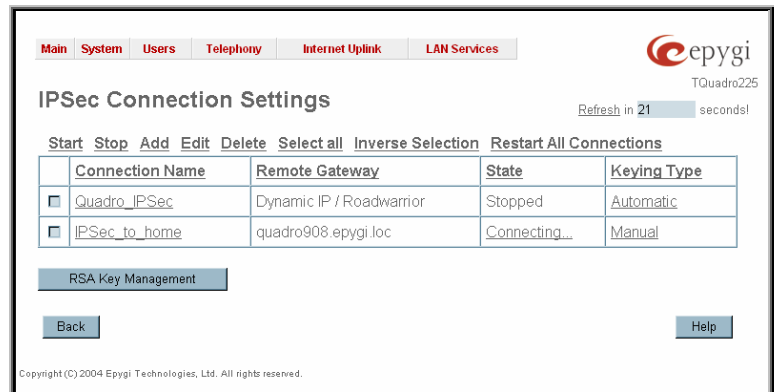 Main System Users Telephony Internet Uplink LAN Services
epygi
TQuadro225
IPSec Connection Settings
Refresh in 21 seconds!
Start Stop Add Edit Delete Select all Inverse Selection Restart All Connections
Connection Name Remote Gateway State Keying Type
Quadro_IPSec Dynamic IP / Roadwarrior Stopped Automatic
IPSec_to_home quadro908.epygi.loc Connecting... Manual
RSA Key Management
Back Help
Copyright (C) 2004 Epygi Technologies, Ltd. All rights reserved.